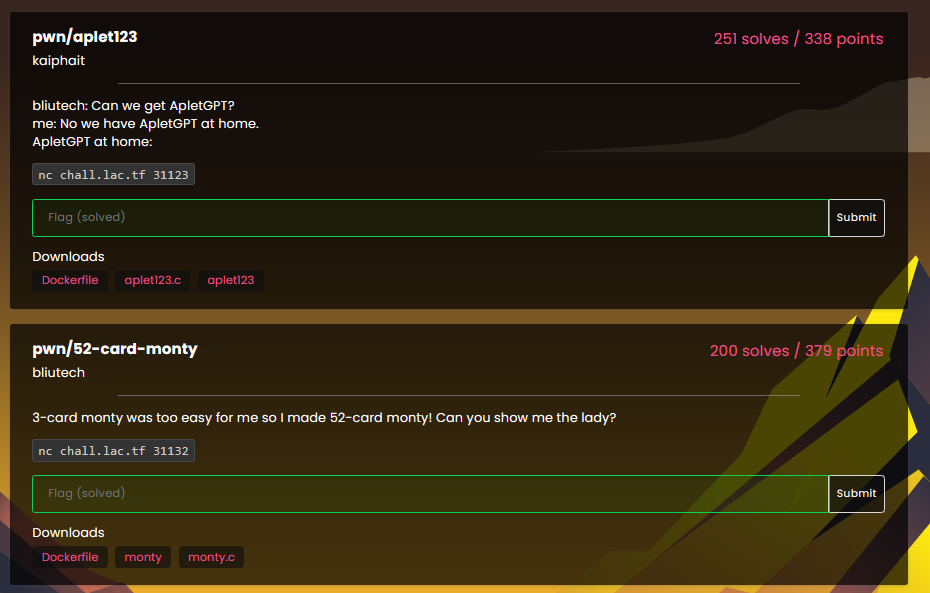 pwn/aplet123
251 solves / 338 points
kaiphait
bliutech: Can we get ApletGPT?
me: No we have ApletGPT at home.
ApletGPT at home:
nc chall.lac.tf 31123
Flag (solved)
Submit
Downloads
Dockerfile aplet123.c aplet123
pwn/52-card-monty
200 solves / 379 points
bliutech
3-card monty was too easy for me so I made 52-card monty! Can you show me the lady?
nc chall.lac.tf 31132
Flag (solved)
Submit
Downloads
Dockerfile monty monty.c